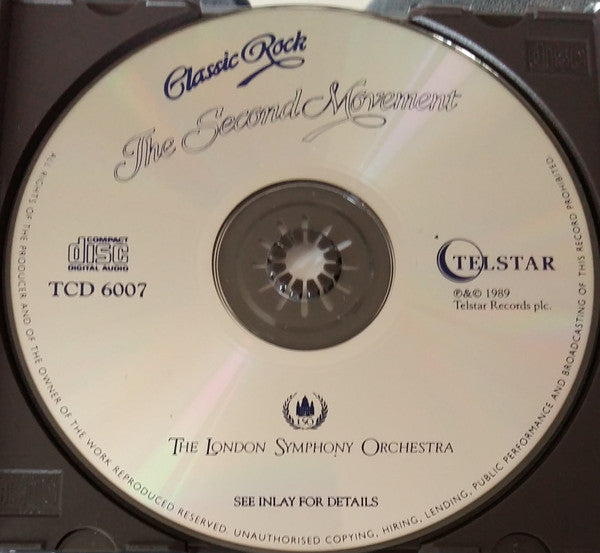 Classic Rock
The Second Movement
COMPACT
disc
DIGITAL AUDIO
TCD 6007
TELSTAR
℗&© 1989
Telstar Records plc.
LSO
THE LONDON SYMPHONY ORCHESTRA
SEE INLAY FOR DETAILS
ALL RIGHTS OF THE PRODUCER AND OF THE OWNER OF THE WORK REPRODUCED RESERVED. UNAUTHORISED COPYING, HIRING, LENDING, PUBLIC PERFORMANCE AND BROADCASTING OF THIS RECORD PROHIBITED.